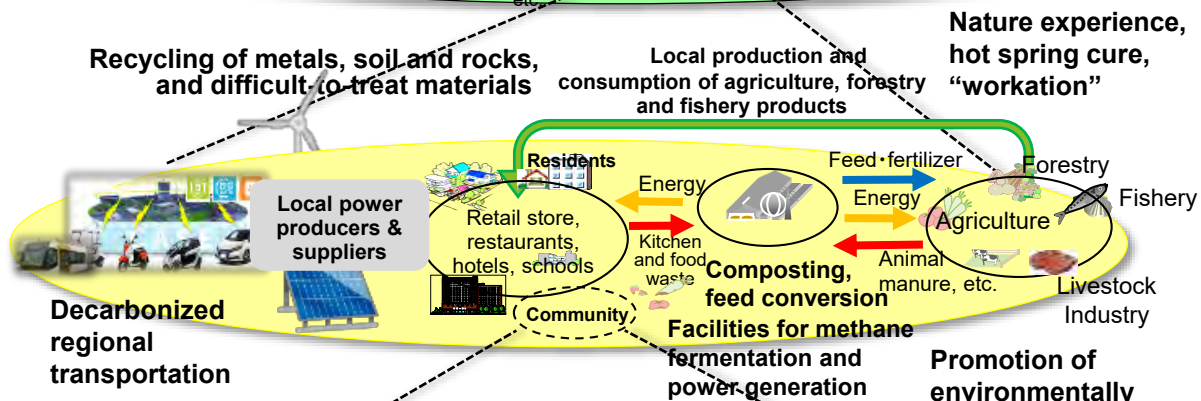 etc.
Nature experience,
hot spring cure,
“workation”
Recycling of metals, soil and rocks,
and difficult-to-treat materials
Local production and
consumption of agriculture, forestry
and fishery products
Residents
Feed・fertilizer
Forestry
Energy
Energy
Fishery
Local power
producers &
suppliers
Retail store,
restaurants,
hotels, schools
Agriculture
Kitchen
and food
waste
Composting,
feed conversion
Animal
manure, etc.
Livestock
Industry
Decarbonized
regional
transportation
Community
Facilities for methane
fermentation and
power generation
Promotion of
environmentally